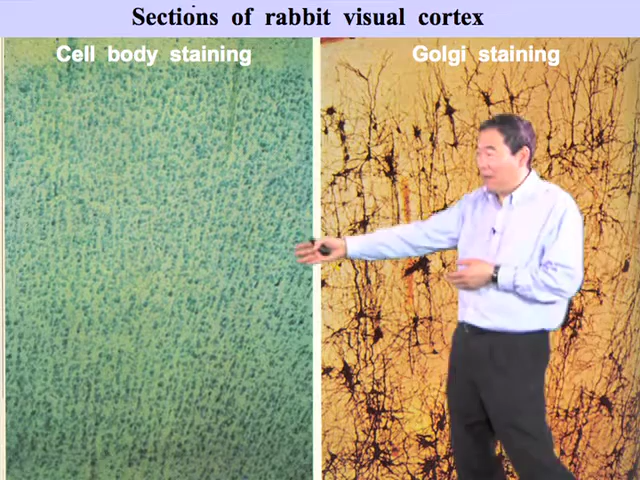 Sections of rabbit visual cortex
Cell body staining
Golgi staining